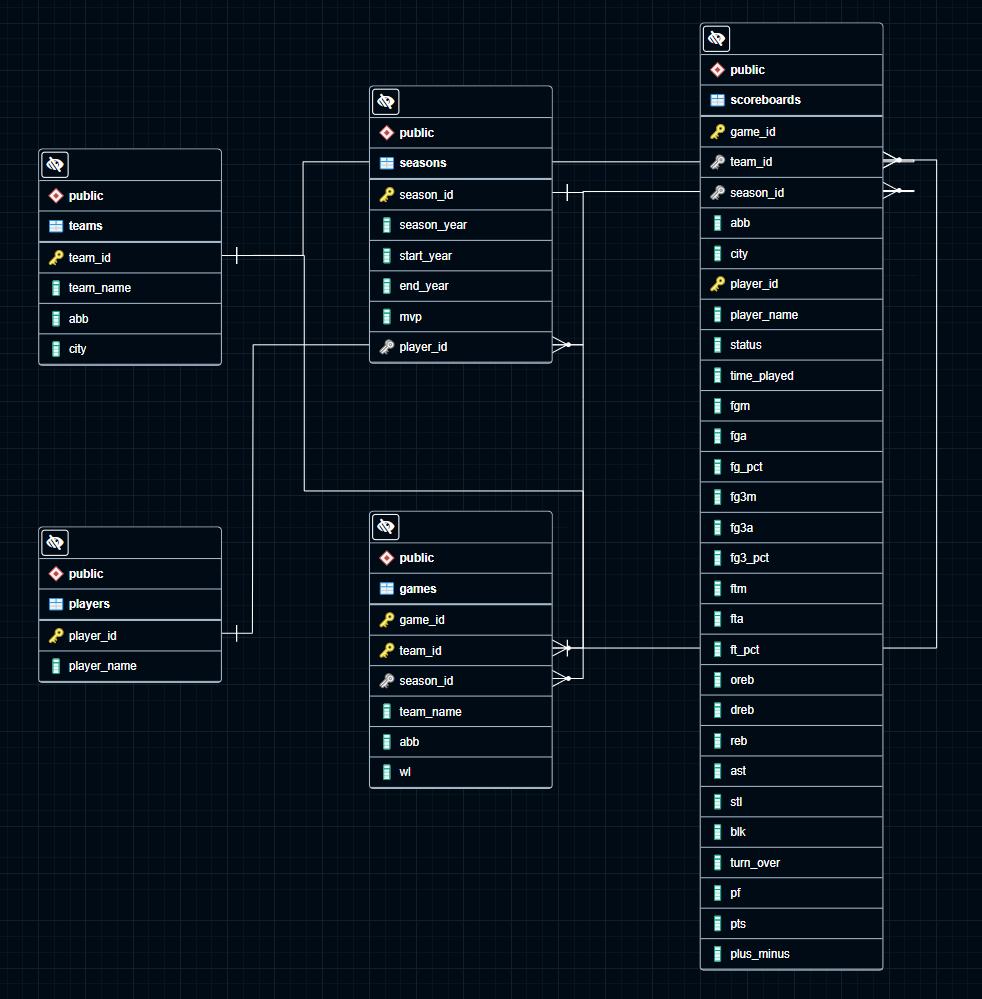 public
teams
team_id
team_name
abb
city
public
players
player_id
player_name
public
seasons
season_id
season_year
start_year
end_year
mvp
player_id
public
games
game_id
team_id
season_id
team_name
abb
wl
public
scoreboards
game_id
team_id
season_id
abb
city
player_id
player_name
status
time_played
fgm
fga
fg_pct
fg3m
fg3a
fg3_pct
ftm
fta
ft_pct
oreb
dreb
reb
ast
stl
blk
turn_over
pf
pts
plus_minus